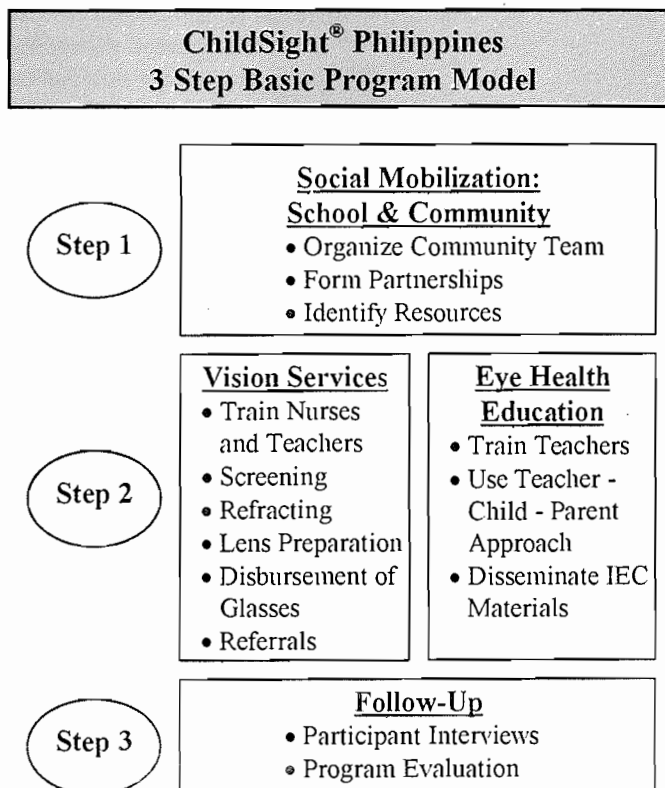 ChildSight® Philippines
3 Step Basic Program Model
Step 1
Social Mobilization:
School & Community
• Organize Community Team
• Form Partnerships
• Identify Resources
Step 2
Vision Services
• Train Nurses
and Teachers
• Screening
• Refracting
• Lens Preparation
• Disbursement of
Glasses
• Referrals
Eye Health
Education
• Train Teachers
• Use Teacher -
Child - Parent
Approach
• Disseminate IEC
Materials
Step 3
Follow-Up
• Participant Interviews
• Program Evaluation